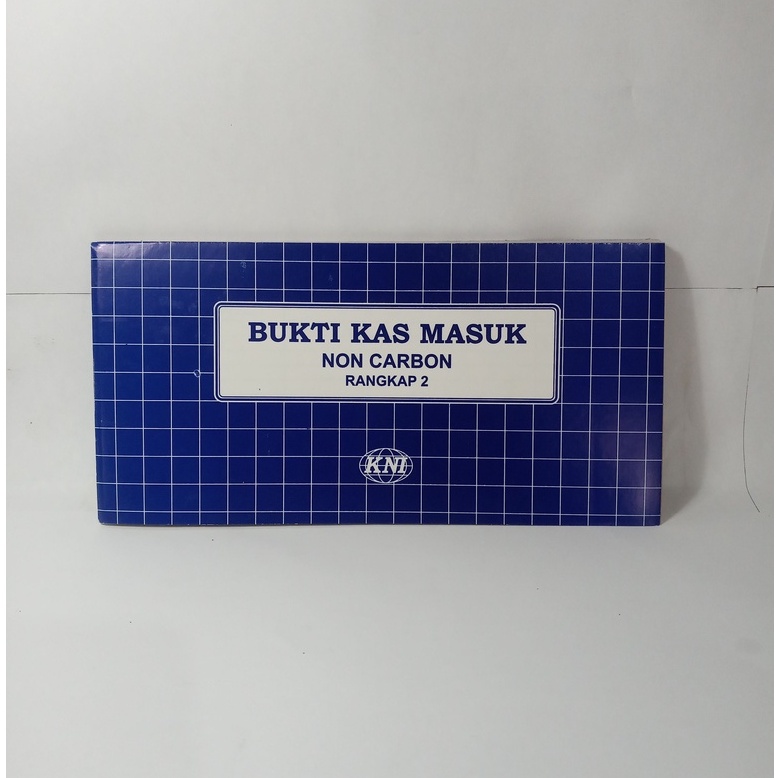 BUKTI KAS MASUK
NON CARBON
RANGKAP 2
KNI